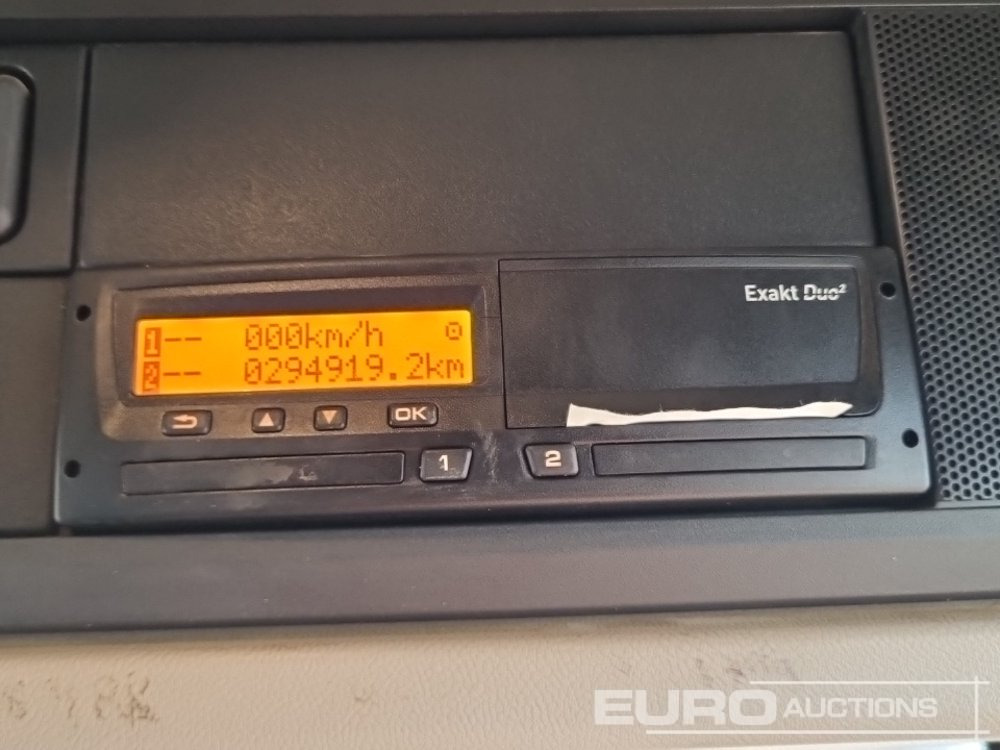 Exakt Duo²
1-- 000km/h
2-- 0294919.2km
OK
1 2
EURO AUCTIONS